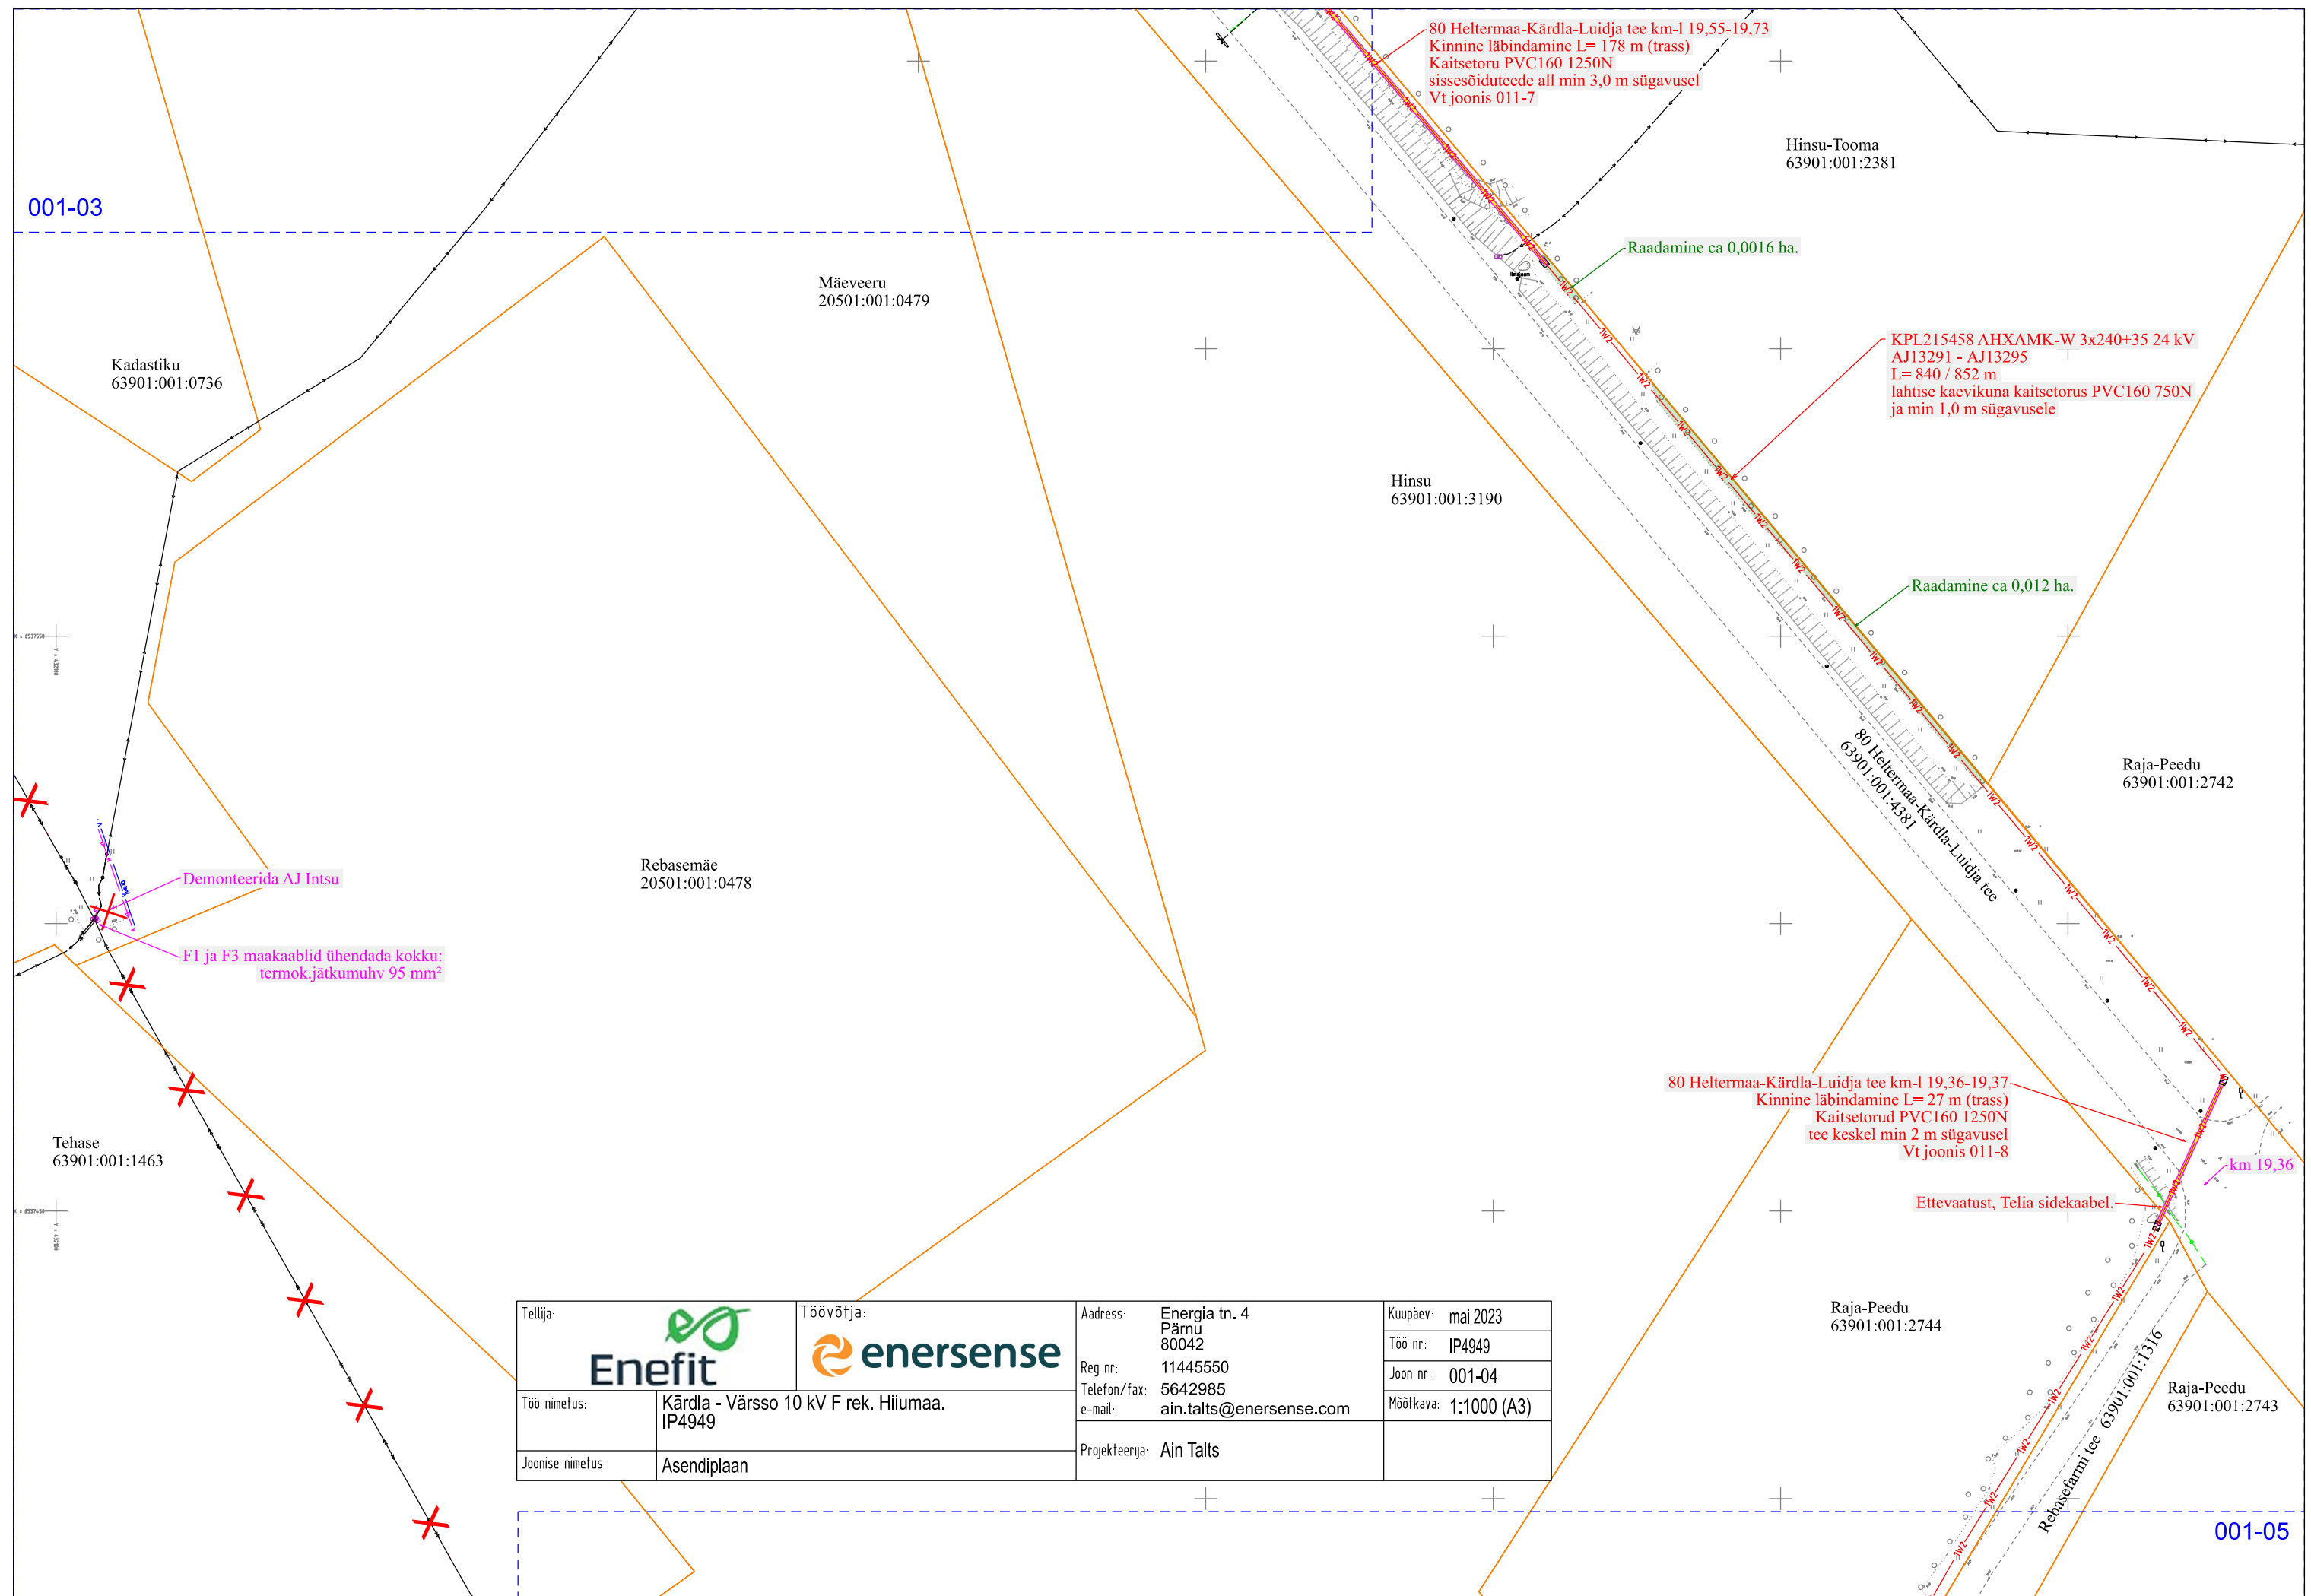 80 Heltermaa-Kärdla-Luidja tee km-l 19,55-19,73
Kinnine läbindamine L= 178 m (trass)
Kaitsetoru PVC160 1250N
sissesõiduteede all min 3,0 m sügavusel
Vt joonis 011-7
Hinsu-Tooma
63901:001:2381
001-03
Raadamine ca 0,0016 ha.
Mäeveeru
20501:001:0479
KPL215458 AHXAMK-W 3x240+35 24 kV
AJ13291 - AJ13295
L= 840 / 852 m
lahtise kaevikuna kaitsetorus PVC160 750N
ja min 1,0 m sügavusele
Kadastiku
63901:001:0736
Hinsu
63901:001:3190
Raadamine ca 0,012 ha.
X = 6537550
80 Heltermaa-Kärdla-Luidja tee
63901:001:4381
Raja-Peedu
63901:001:2742
Rebasemäe
20501:001:0478
Demonteerida AJ Intsu
F1 ja F3 maakaablid ühendada kokku:
termok.jätkumuhv 95 mm²
80 Heltermaa-Kärdla-Luidja tee km-l 19,36-19,37
Kinnine läbindamine L= 27 m (trass)
Kaitsetorud PVC160 1250N
tee keskel min 2 m sügavusel
Vt joonis 011-8
Tehase
63901:001:1463
km 19,36
Ettevaatust, Telia sidekaabel.
X = 6537450
1W2
Raja-Peedu
63901:001:2744
Rebasefarmi tee 63901:001:1316
Raja-Peedu
63901:001:2743
Tellija:
Enefit
Töövõtja:
enersense
Aadress: Energia tn. 4
Pärnu
80042
Reg nr: 11445550
Telefon/fax: 5642985
e-mail: ain.talts@enersense.com
Kuupäev: mai 2023
Töö nr: IP4949
Joon nr: 001-04
Mõõtkava: 1:1000 (A3)
Töö nimetus: Kärdla - Värsso 10 kV F rek. Hiiumaa.
IP4949
Projekteerija: Ain Talts
Joonise nimetus: Asendiplaan
001-05